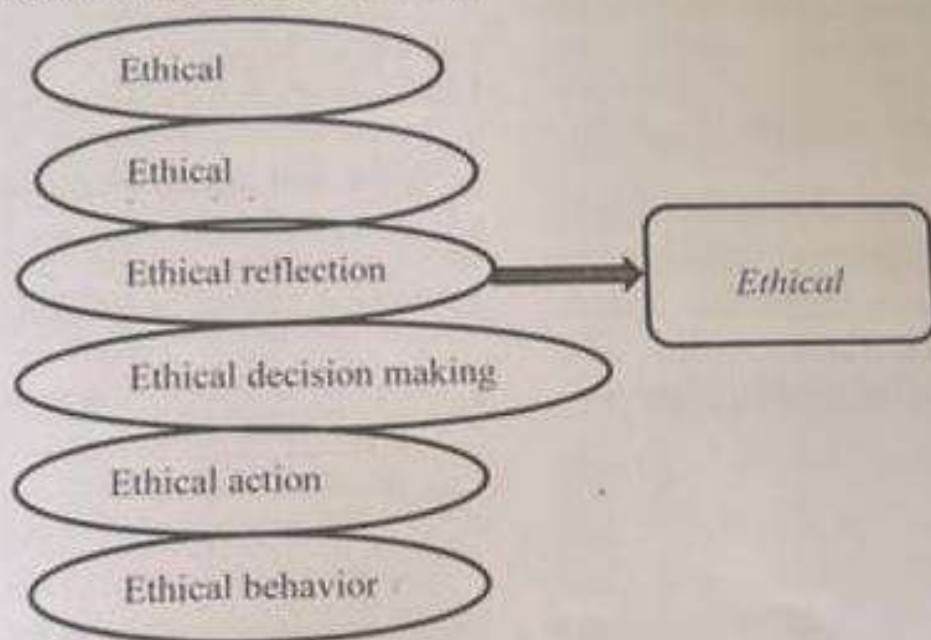 Ethical
Ethical
Ethical reflection
Ethical
Ethical decision making
Ethical action
Ethical behavior